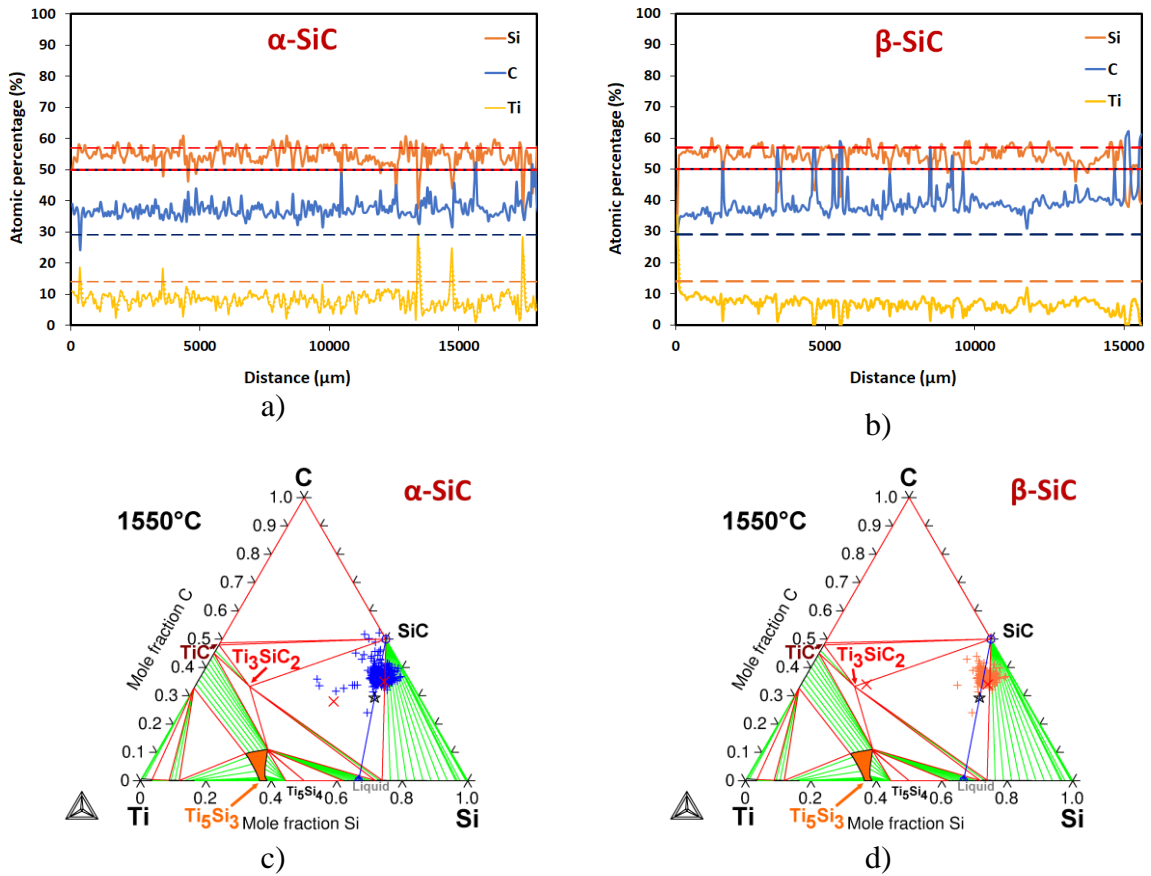 α-SiC
Si
C
Ti
Atomic percentage (%)
100
90
80
70
60
50
40
30
20
10
0
0 5000 10000 15000
Distance (µm)
a)
β-SiC
Si
C
Ti
Atomic percentage (%)
100
90
80
70
60
50
40
30
20
10
0
0 5000 10000 15000
Distance (µm)
b)
C
α-SiC
1550°C
1.0
0.9
0.8
0.7
0.6
0.5
0.4
0.3
0.2
0.1
0
Mole fraction C
SiC
TiC
Ti3SiC2
Ti5Si4
Liquid
0 0.2 0.4 0.6 0.8 1.0
Ti
Ti5Si3
Mole fraction Si
Si
c)
C
β-SiC
1550°C
1.0
0.9
0.8
0.7
0.6
0.5
0.4
0.3
0.2
0.1
0
Mole fraction C
SiC
TiC
Ti3SiC2
Ti5Si4
Liquid
0 0.2 0.4 0.6 0.8 1.0
Ti
Ti5Si3
Mole fraction Si
Si
d)